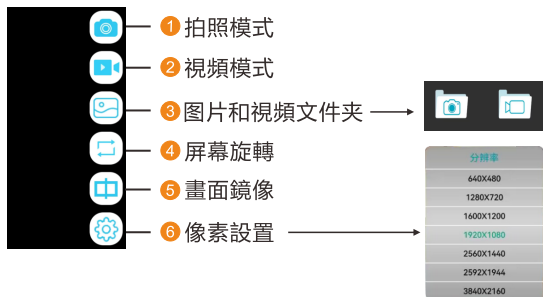 1 拍照模式
2 視頻模式
3 图片和視頻文件夹
4 屏幕旋轉
5 畫面鏡像
6 像素設置
分辨率
640X480
1280X720
1600X1200
1920X1080
2560X1440
2592X1944
3840X2160